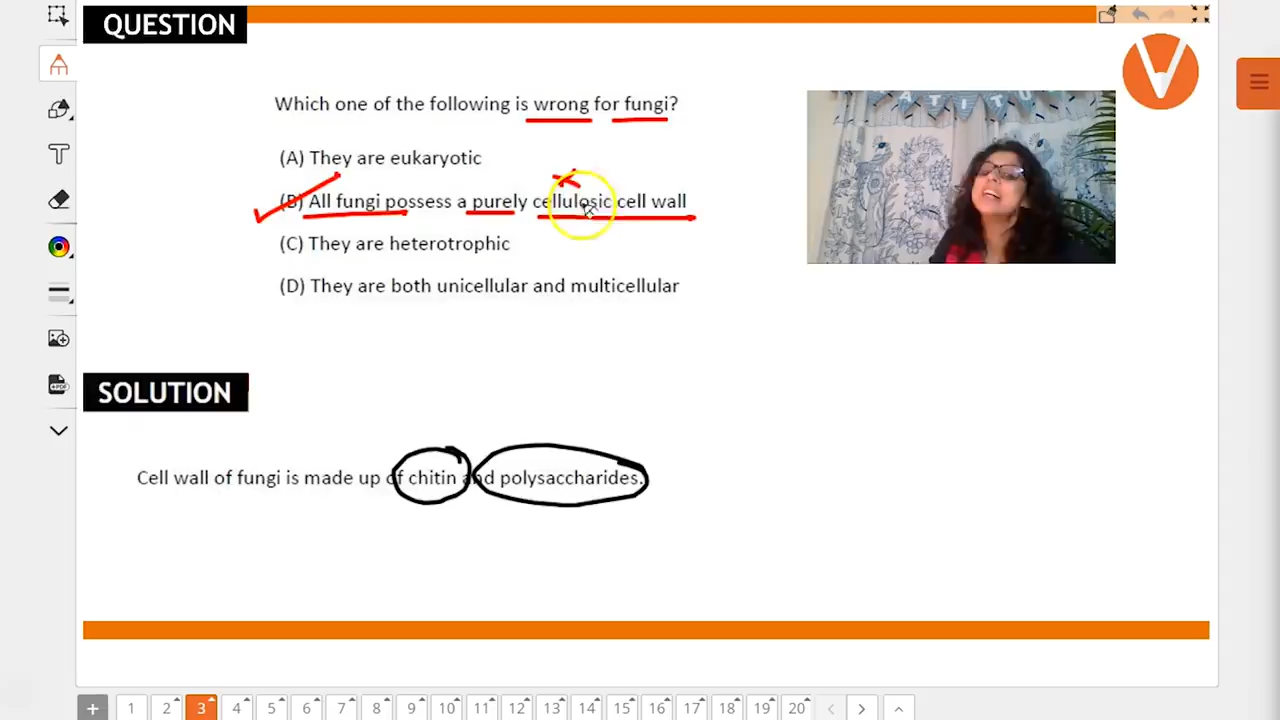 QUESTION
Which one of the following is wrong for fungi?
(A) They are eukaryotic
(B) All fungi possess a purely cellulosic cell wall
(C) They are heterotrophic
(D) They are both unicellular and multicellular
SOLUTION
Cell wall of fungi is made up of chitin and polysaccharides.
1 2 3 4 5 6 7 8 9 10 11 12 13 14 15 16 17 18 19 20